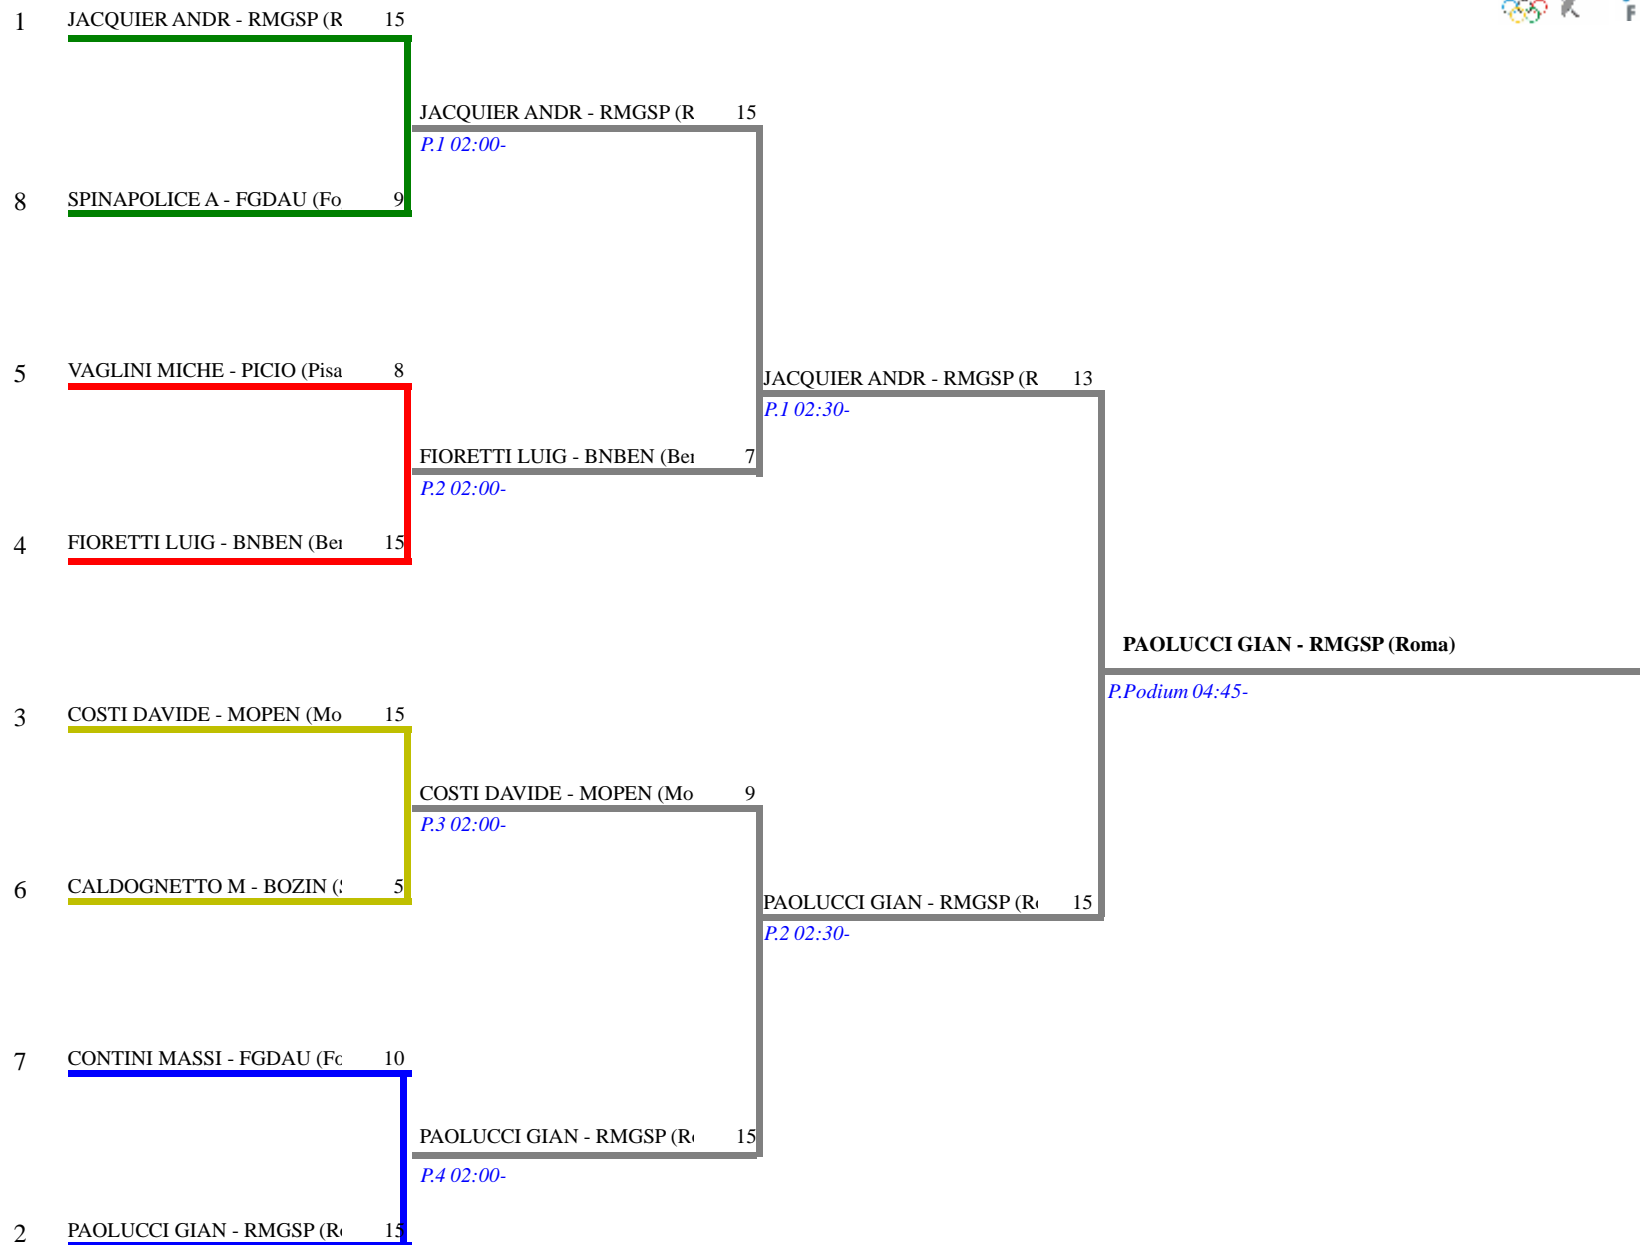 1 JACQUIER ANDR - RMGSP (R 15
JACQUIER ANDR - RMGSP (R 15
P.1 02:00-
8 SPINAPOLICE A - FGDAU (Fo 9
5 VAGLINI MICHE - PICIO (Pisa 8
JACQUIER ANDR - RMGSP (R 13
P.1 02:30-
FIORETTI LUIG - BNBEN (Be 7
P.2 02:00-
4 FIORETTI LUIG - BNBEN (Be 15
PAOLUCCI GIAN - RMGSP (Roma)
P.Podium 04:45-
3 COSTI DAVIDE - MOPEN (Mo 15
COSTI DAVIDE - MOPEN (Mo 9
P.3 02:00-
6 CALDOGNETTO M - BOZIN ( 5
PAOLUCCI GIAN - RMGSP (R 15
P.2 02:30-
7 CONTINI MASSI - FGDAU (Fo 10
PAOLUCCI GIAN - RMGSP (R 15
P.4 02:00-
2 PAOLUCCI GIAN - RMGSP (R 15